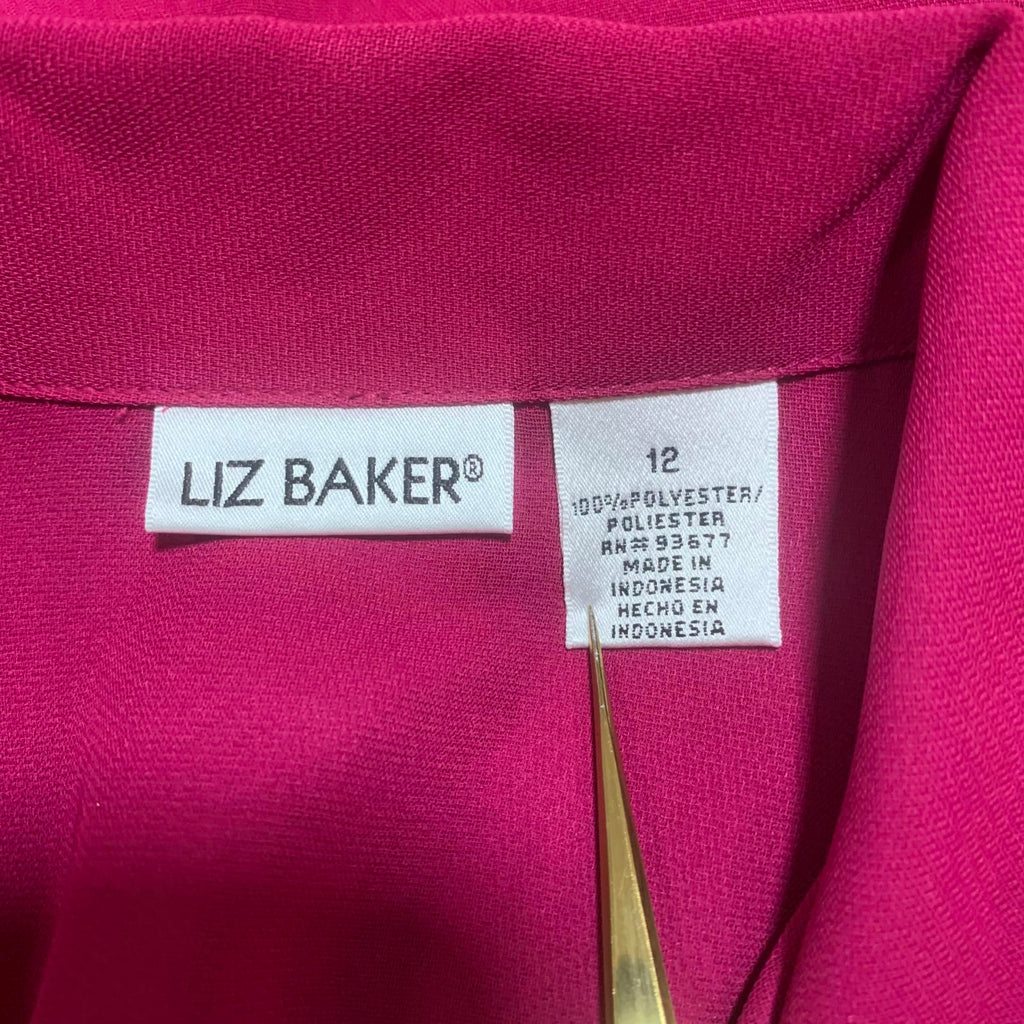 LIZ BAKER®
12
100% POLYESTER/
POLIESTER
RN# 93677
MADE IN
INDONESIA
HECHO EN
INDONESIA